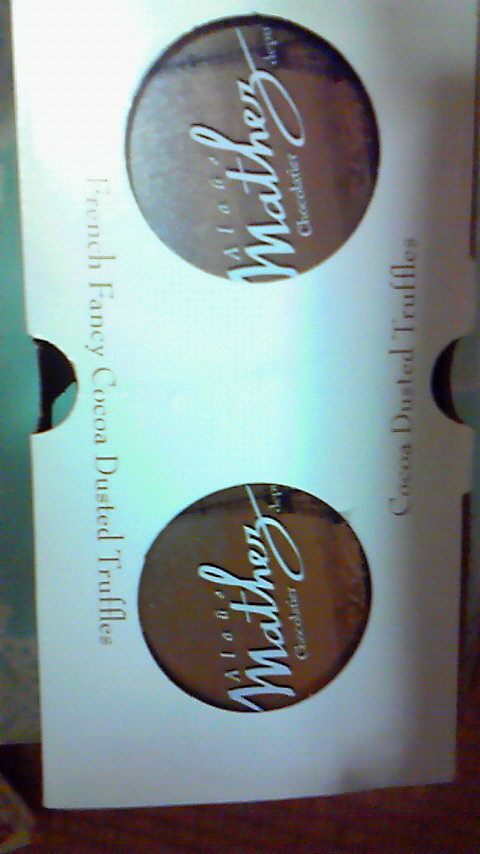 French Fancy Cocoa Dusted Truffles
Mathez
Chocolatier
Mathez
Chocolatier
Cocoa Dusted Truffles